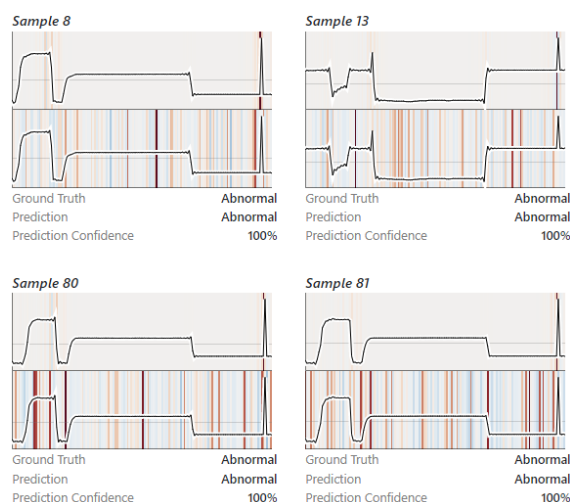 Sample 8
Ground Truth Abnormal
Prediction Abnormal
Prediction Confidence 100%
Sample 13
Ground Truth Abnormal
Prediction Abnormal
Prediction Confidence 100%
Sample 80
Ground Truth Abnormal
Prediction Abnormal
Prediction Confidence 100%
Sample 81
Ground Truth Abnormal
Prediction Abnormal
Prediction Confidence 100%